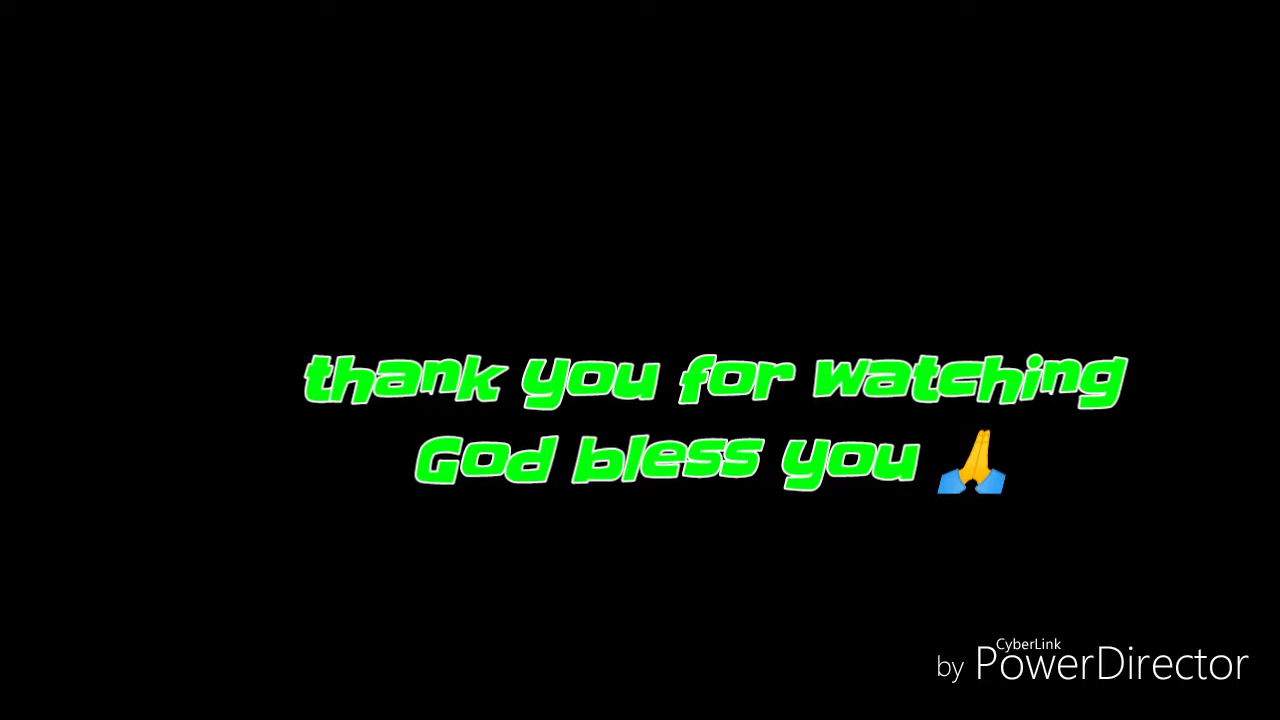 thank you for watching
God bless you 🙏
CyberLink
by PowerDirector